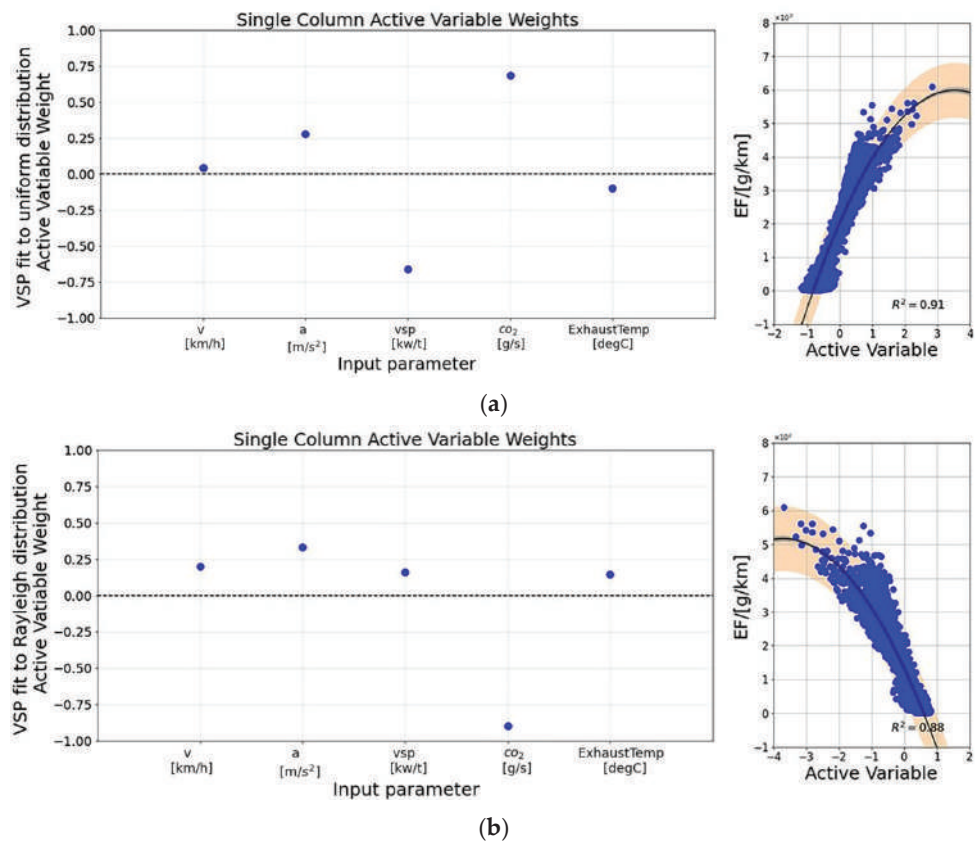 Single Column Active Variable Weights
VSP fit to uniform distribution
Active Vatiable Weight
1.00
0.75
0.50
0.25
0.00
−0.25
−0.50
−0.75
−1.00
v a vsp co₂ ExhaustTemp
[km/h] [m/s²] [kw/t] [g/s] [degC]
Input parameter
×10²
EF/[g/km]
8
7
6
5
4
3
2
1
0
−1
R² = 0.91
−2 −1 0 1 2 3 4
Active Variable
(a)
Single Column Active Variable Weights
VSP fit to Rayleigh distribution
Active Vatiable Weight
1.00
0.75
0.50
0.25
0.00
−0.25
−0.50
−0.75
−1.00
v a vsp co₂ ExhaustTemp
[km/h] [m/s²] [kw/t] [g/s] [degC]
Input parameter
EF/[g/km]
8
7
6
5
4
3
2
1
0
−1
R² = 0.88
−4 −3 −2 −1 0 1 2
Active Variable
(b)